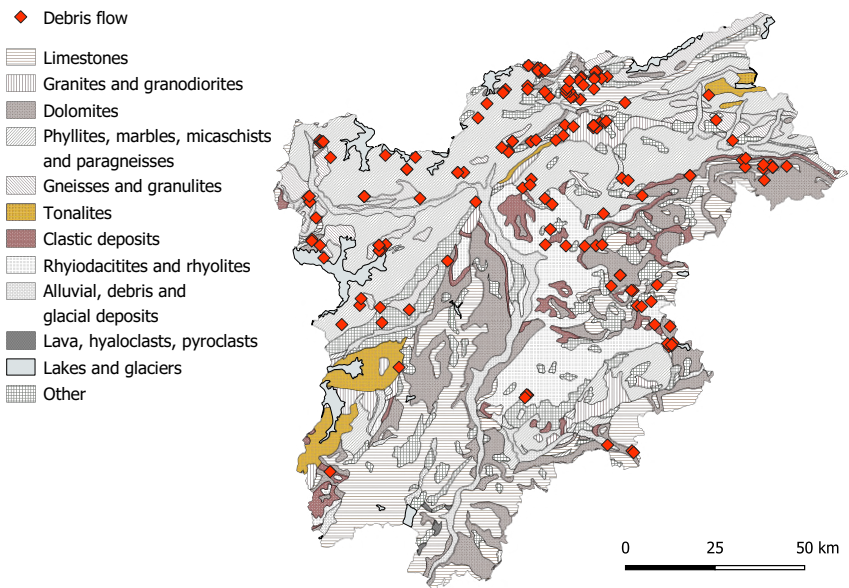 Debris flow
Limestones
Granites and granodiorites
Dolomites
Phyllites, marbles, micaschists
and paragneisses
Gneisses and granulites
Tonalites
Clastic deposits
Rhyiodacitites and rhyolites
Alluvial, debris and
glacial deposits
Lava, hyaloclasts, pyroclasts
Lakes and glaciers
Other
0 25 50 km